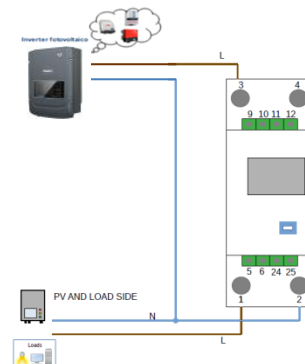 Inverter fotovoltaico
L
3 4
9 10 11 12
5 6 24 25
1 2
PV AND LOAD SIDE
N
L
Loads